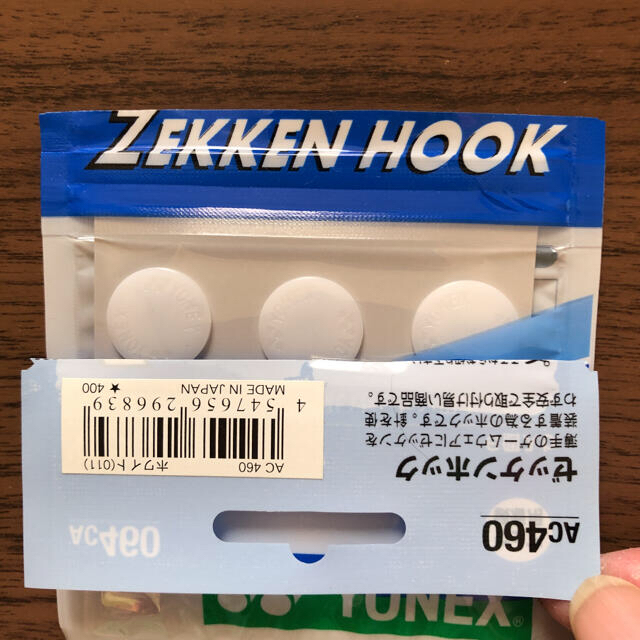 ZEKKEN HOOK
YONEX
YONEX
ゼッケンホック
薄手のゲームウェアにゼッケンを
装着する為のホックです。針を使
わず安全で取り付け易い商品です。
AC 460
ホワイト(011)
4 547656 296839
MADE IN JAPAN
★ 400
AC460
AC460
YONEX®